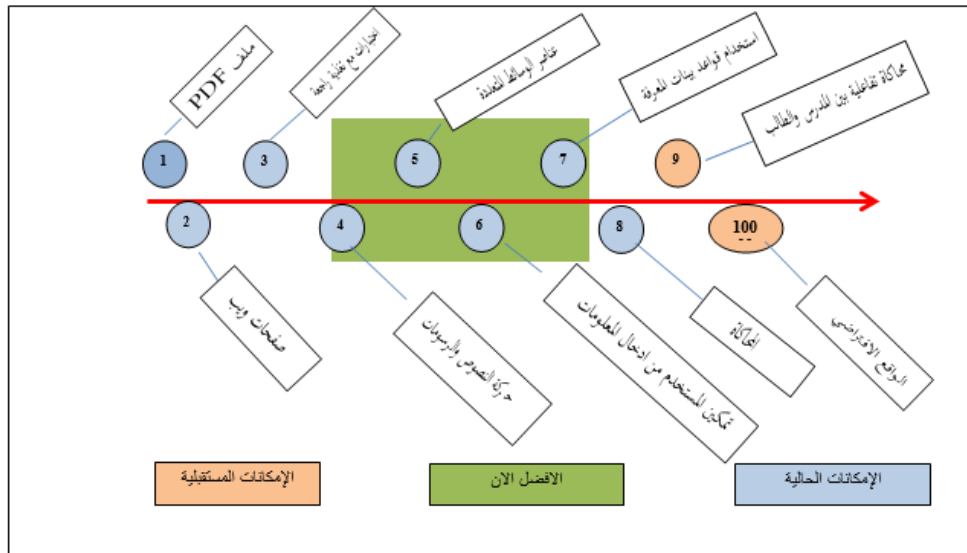 ملف PDF
اختبارات مع تغذية راجعة
عناصر الوسائط المتعددة
استخدام قواعد بينات المعرفة
محاكاة تفاعلية بين المدرس والطالب
1
3
5
7
9
2
4
6
8
100
--
صفحات ويب
حركة النصوص والرسومات
تمكين المستخدم من ادخال المعلومات
المحاكاة
الواقع الافتراضي
الإمكانات المستقبلية
الافضل الان
الإمكانات الحالية